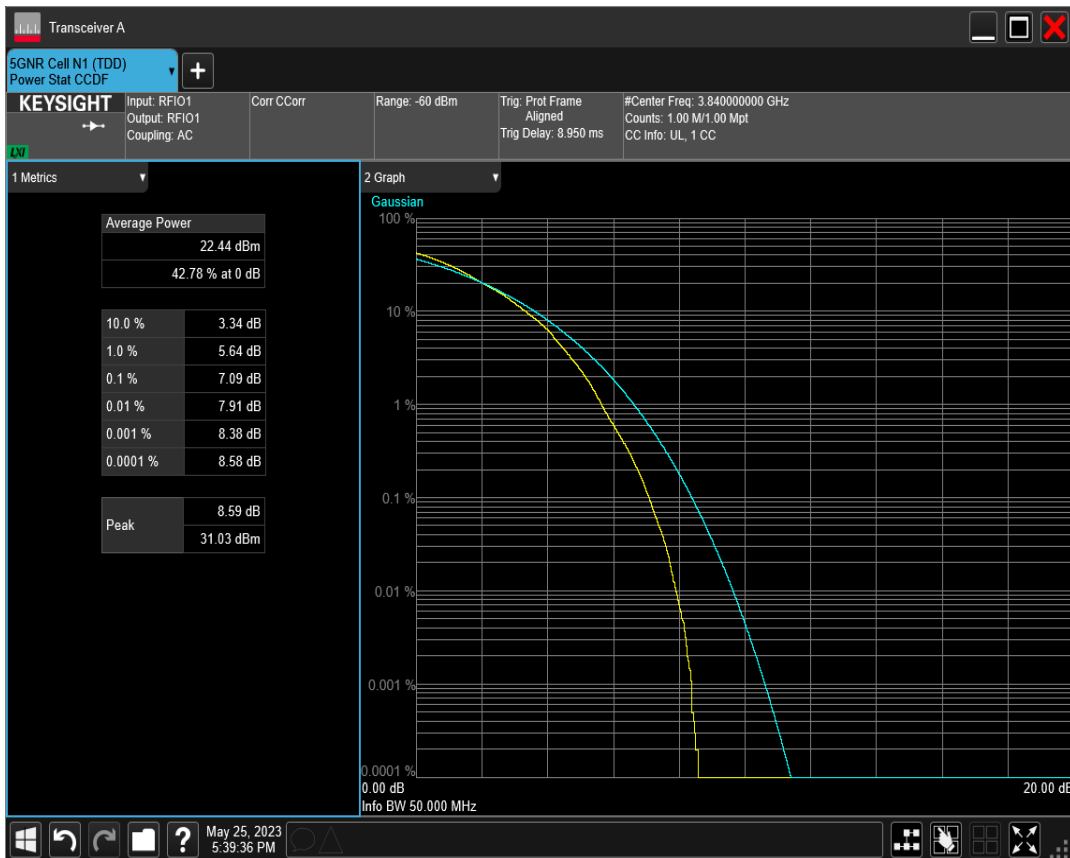 Transceiver A
5GNR Cell N1 (TDD)
Power Stat CCDF
KEYSIGHT
LXI
Input: RFIO1
Output: RFIO1
Coupling: AC
Corr CCorr
Range: -60 dBm
Trig: Prot Frame
Aligned
Trig Delay: 8.950 ms
#Center Freq: 3.840000000 GHz
Counts: 1.00 M/1.00 Mpt
CC Info: UL, 1 CC
1 Metrics
Average Power
22.44 dBm
42.78 % at 0 dB
10.0 % 3.34 dB
1.0 % 5.64 dB
0.1 % 7.09 dB
0.01 % 7.91 dB
0.001 % 8.38 dB
0.0001 % 8.58 dB
Peak 8.59 dB
31.03 dBm
2 Graph
Gaussian
100 %
10 %
1 %
0.1 %
0.01 %
0.001 %
0.0001 %
0.00 dB 20.00 dB
Info BW 50.000 MHz
?
May 25, 2023
5:39:36 PM